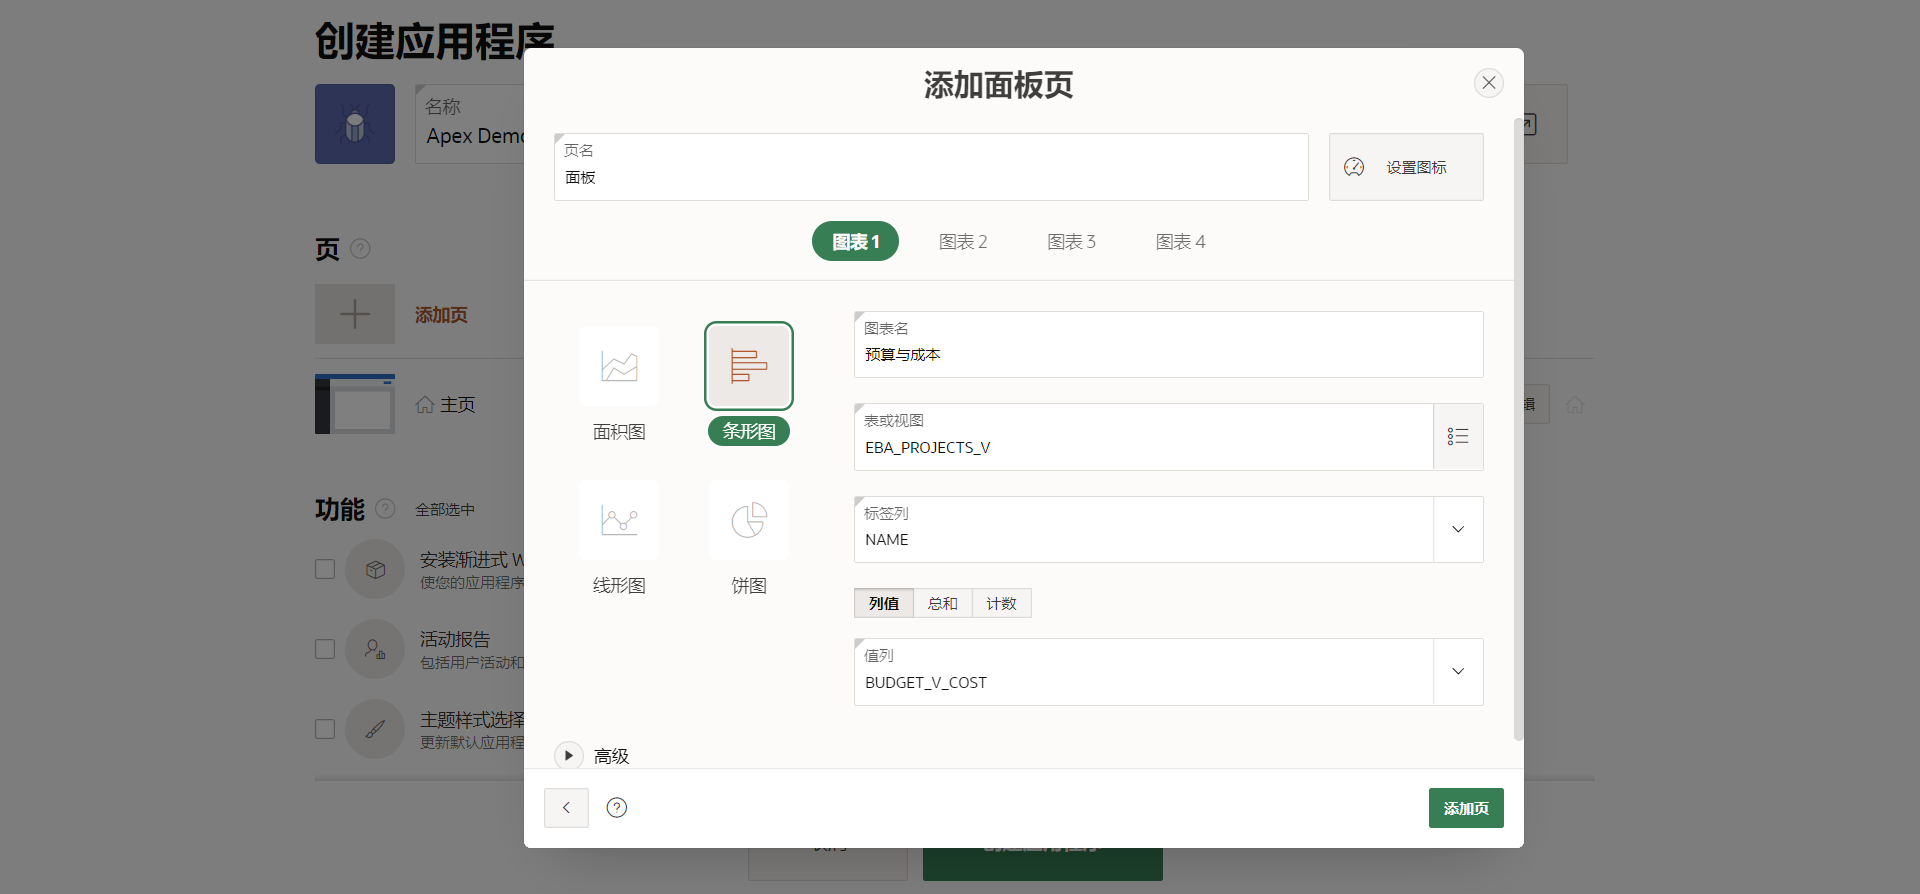 创建应用程序
名称
Apex Demo
页
添加页
主页
功能
全部选中
安装渐进式 W
使您的应用程序
活动报告
包括用户活动和
主题样式选择
更新默认应用程
添加面板页
页名
面板
设置图标
图表 1
图表 2
图表 3
图表 4
面积图
条形图
线形图
饼图
图表名
预算与成本
表或视图
EBA_PROJECTS_V
标签列
NAME
列值
总和
计数
值列
BUDGET_V_COST
高级
添加页